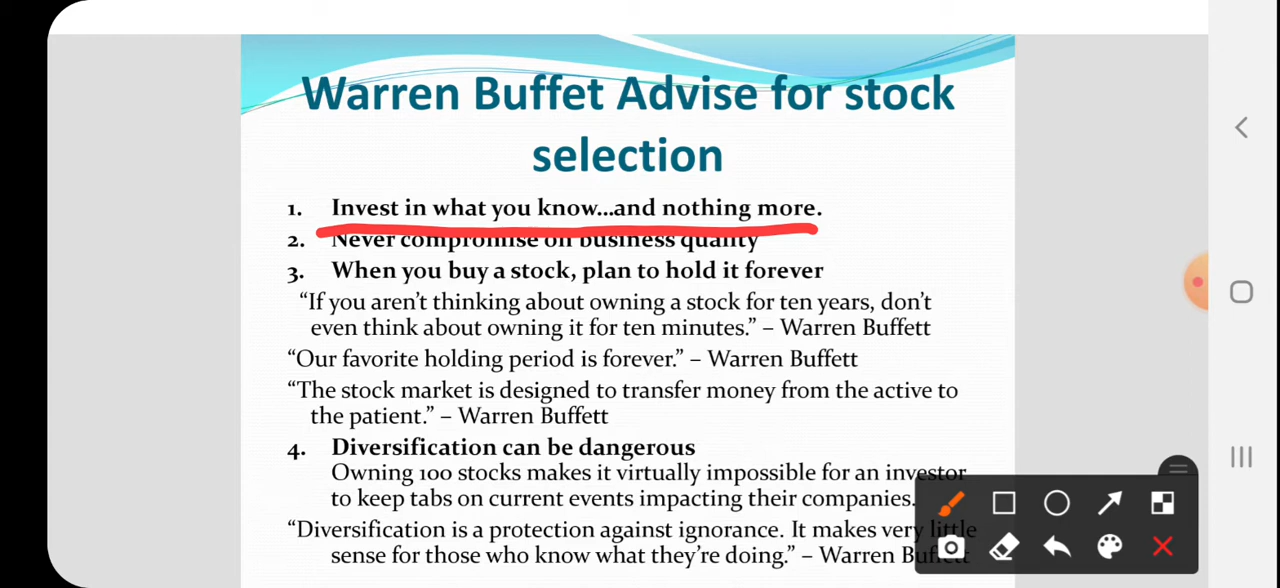 Warren Buffet Advise for stock
selection
1. Invest in what you know...and nothing more.
2. Never compromise on business quality
3. When you buy a stock, plan to hold it forever
“If you aren’t thinking about owning a stock for ten years, don’t
even think about owning it for ten minutes.” – Warren Buffett
“Our favorite holding period is forever.” – Warren Buffett
“The stock market is designed to transfer money from the active to
the patient.” – Warren Buffett
4. Diversification can be dangerous
Owning 100 stocks makes it virtually impossible for an investor
to keep tabs on current events impacting their companies.
“Diversification is a protection against ignorance. It makes very little
sense for those who know what they’re doing.” – Warren Buffett